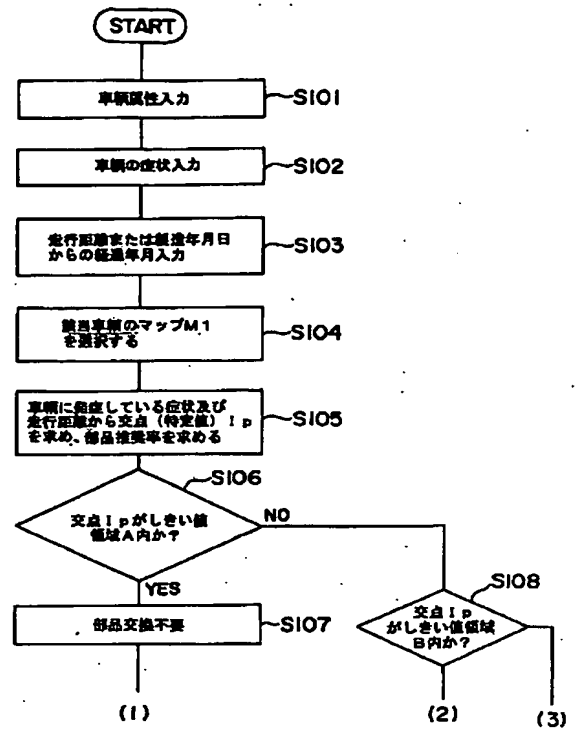 START
車輌属性入力
S101
車輌の症状入力
S102
走行距離または製造年月日
からの経過年月入力
S103
該当車輌のマップM1
を選択する
S104
車輌に発症している症状及び
走行距離から交点（特定値）Ip
を求め、部品推奨率を求める
S105
S106
交点Ipがしきい値
領域A内か?
NO
YES
S107
部品交換不要
S108
交点Ip
がしきい値領域
B内か?
(1)
(2)
(3)